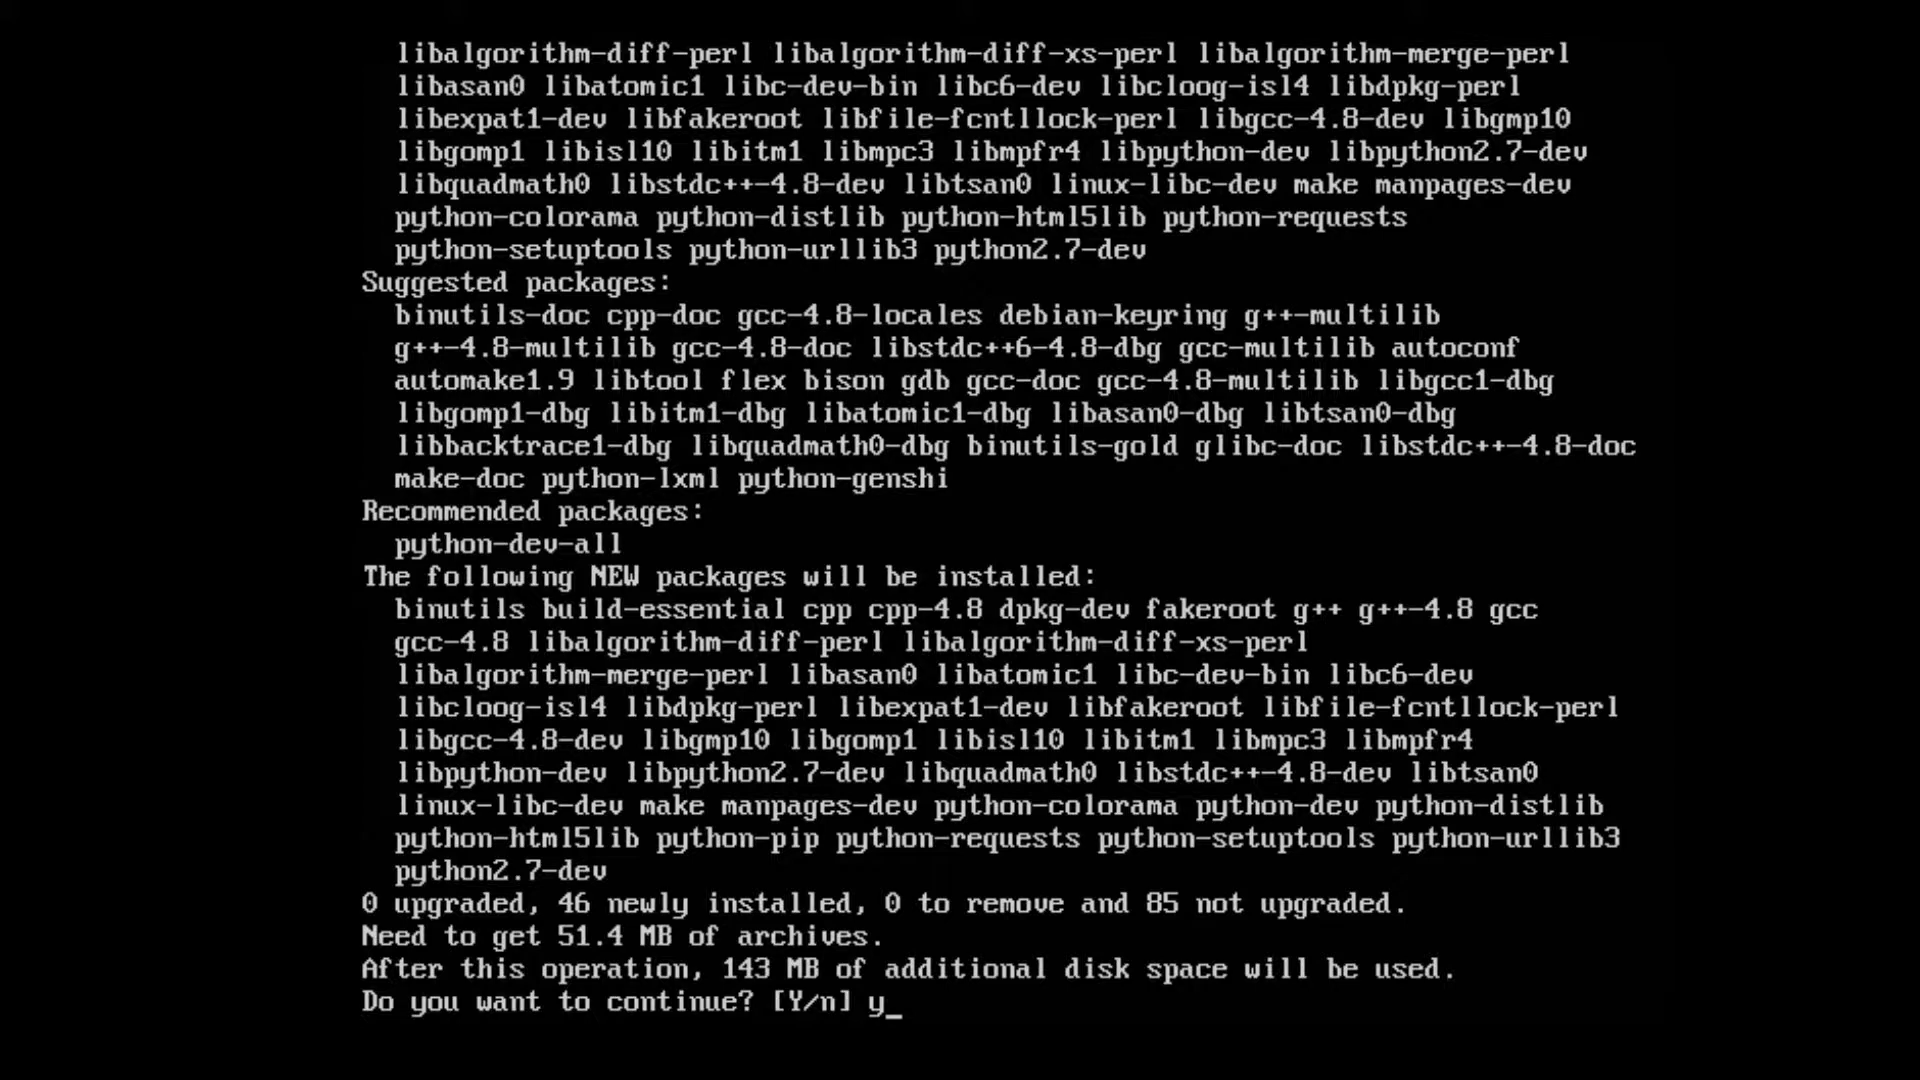 libalgorithm-diff-perl libalgorithm-diff-xs-perl libalgorithm-merge-perl
libasan0 libatomic1 libc-dev-bin libc6-dev libcloog-isl4 libdpkg-perl
libexpat1-dev libfakeroot libfile-fcntllock-perl libgcc-4.8-dev libgmp10
libgomp1 libisl10 libitm1 libmpc3 libmpfr4 libpython-dev libpython2.7-dev
libquadmath0 libstdc++-4.8-dev libtsan0 linux-libc-dev make manpages-dev
python-colorama python-distlib python-html5lib python-requests
python-setuptools python-urllib3 python2.7-dev
Suggested packages:
binutils-doc cpp-doc gcc-4.8-locales debian-keyring g++-multilib
g++-4.8-multilib gcc-4.8-doc libstdc++6-4.8-dbg gcc-multilib autoconf
automake1.9 libtool flex bison gdb gcc-doc gcc-4.8-multilib libgcc1-dbg
libgomp1-dbg libitm1-dbg libatomic1-dbg libasan0-dbg libtsan0-dbg
libbacktrace1-dbg libquadmath0-dbg binutils-gold glibc-doc libstdc++-4.8-doc
make-doc python-lxml python-genshi
Recommended packages:
python-dev-all
The following NEW packages will be installed:
binutils build-essential cpp cpp-4.8 dpkg-dev fakeroot g++ g++-4.8 gcc
gcc-4.8 libalgorithm-diff-perl libalgorithm-diff-xs-perl
libalgorithm-merge-perl libasan0 libatomic1 libc-dev-bin libc6-dev
libcloog-isl4 libdpkg-perl libexpat1-dev libfakeroot libfile-fcntllock-perl
libgcc-4.8-dev libgmp10 libgomp1 libisl10 libitm1 libmpc3 libmpfr4
libpython-dev libpython2.7-dev libquadmath0 libstdc++-4.8-dev libtsan0
linux-libc-dev make manpages-dev python-colorama python-dev python-distlib
python-html5lib python-pip python-requests python-setuptools python-urllib3
python2.7-dev
0 upgraded, 46 newly installed, 0 to remove and 85 not upgraded.
Need to get 51.4 MB of archives.
After this operation, 143 MB of additional disk space will be used.
Do you want to continue? [Y/n] y_